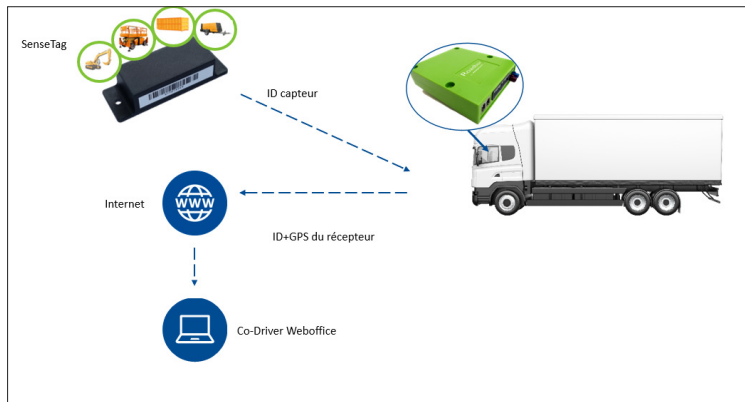 SenseTag
ID capteur
Internet
WWW
ID+GPS du récepteur
Co-Driver Weboffice